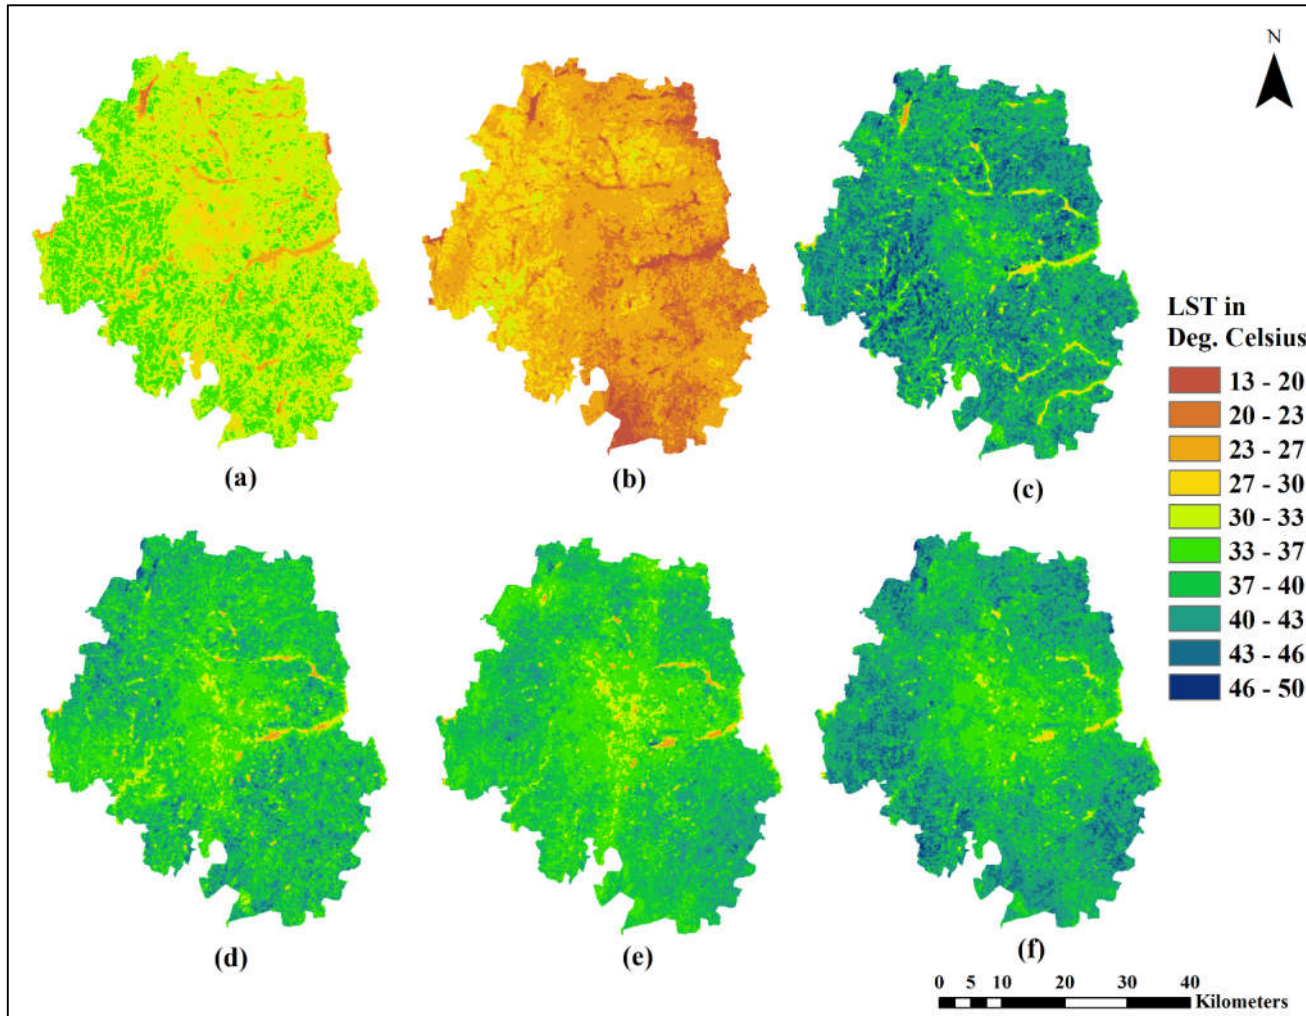 N
LST in
Deg. Celsius
13 - 20
20 - 23
23 - 27
27 - 30
30 - 33
33 - 37
37 - 40
40 - 43
43 - 46
46 - 50
(a)
(b)
(c)
(d)
(e)
(f)
0 5 10 20 30 40
Kilometers